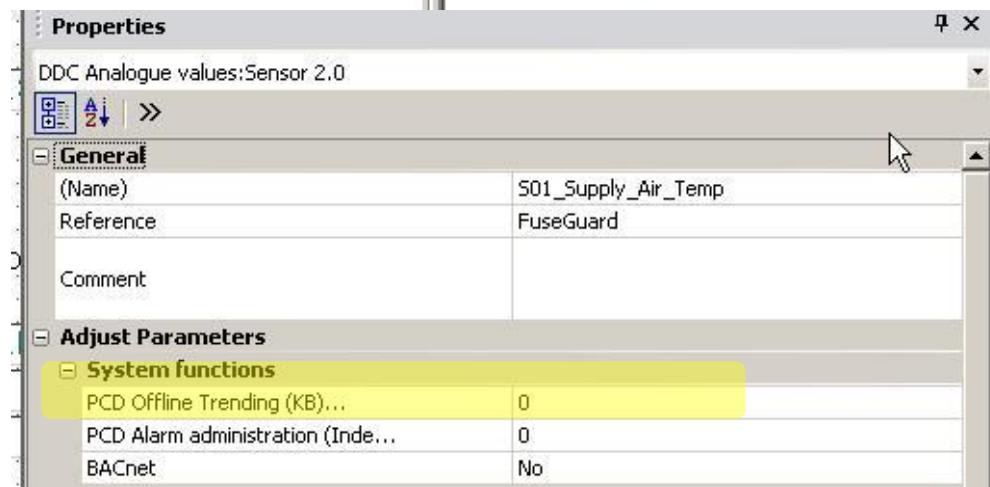 Properties
DDC Analogue values:Sensor 2.0
General
(Name) S01_Supply_Air_Temp
Reference FuseGuard
Comment
Adjust Parameters
System functions
PCD Offline Trending (KB)... 0
PCD Alarm administration (Inde... 0
BACnet No